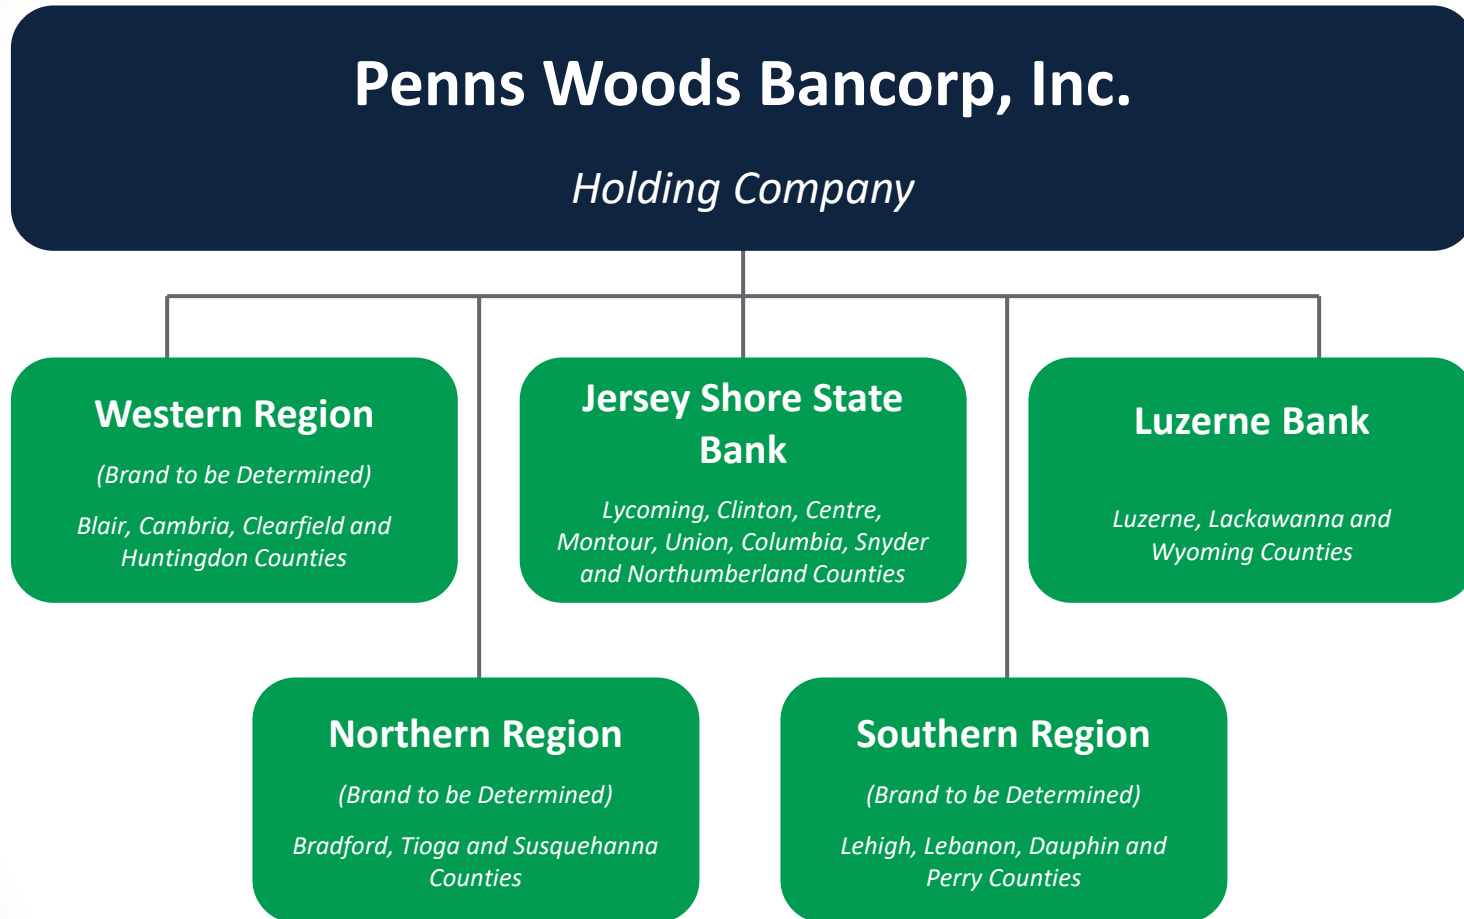 Penns Woods Bancorp, Inc.
Holding Company
Western Region
(Brand to be Determined)
Blair, Cambria, Clearfield and
Huntingdon Counties
Jersey Shore State
Bank
Lycoming, Clinton, Centre,
Montour, Union, Columbia, Snyder
and Northumberland Counties
Luzerne Bank
Luzerne, Lackawanna and
Wyoming Counties
Northern Region
(Brand to be Determined)
Bradford, Tioga and Susquehanna
Counties
Southern Region
(Brand to be Determined)
Lehigh, Lebanon, Dauphin and
Perry Counties